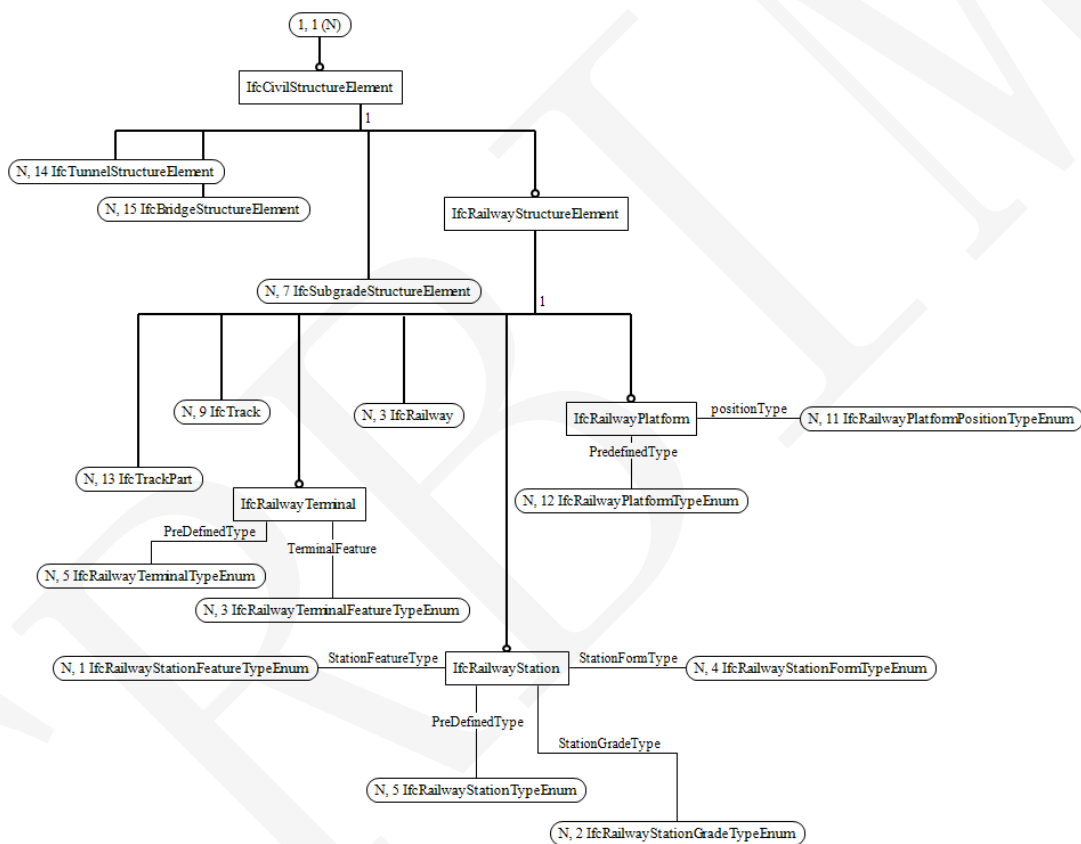 1, 1 (N)
IfcCivilStructureElement
1
N, 14 IfcTunnelStructureElement
N, 15 IfcBridgeStructureElement
IfcRailwayStructureElement
N, 7 IfcSubgradeStructureElement
1
N, 9 IfcTrack
N, 3 IfcRailway
IfcRailwayPlatform
positionType
N, 11 IfcRailwayPlatformPositionTypeEnum
PredefinedType
N, 13 IfcTrackPart
N, 12 IfcRailwayPlatformTypeEnum
IfcRailwayTerminal
PreDefinedType
TerminalFeature
N, 5 IfcRailwayTerminalTypeEnum
N, 3 IfcRailwayTerminalFeatureTypeEnum
N, 1 IfcRailwayStationFeatureTypeEnum
StationFeatureType
IfcRailwayStation
StationFormType
N, 4 IfcRailwayStationFormTypeEnum
PreDefinedType
StationGradeType
N, 5 IfcRailwayStationTypeEnum
N, 2 IfcRailwayStationGradeTypeEnum